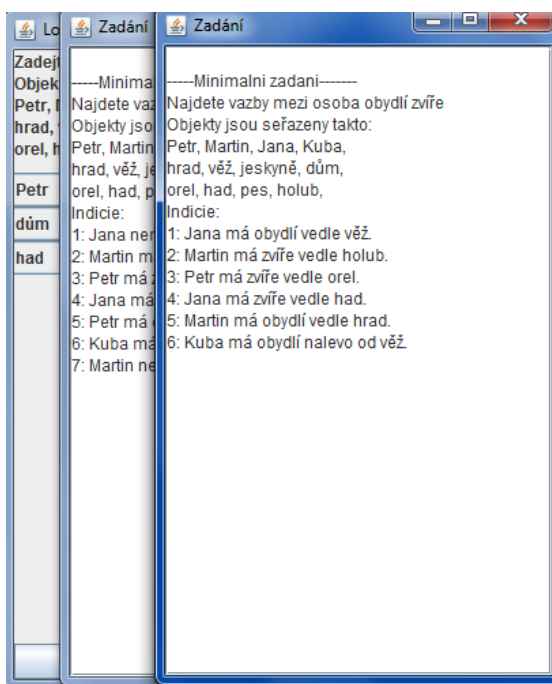 Lo
Zadání
Zadání
Zadejt
Objek
Petr, 
hrad,
orel, h
Petr
dům
had
-----Minima
Najdete vaz
Objekty jso
Petr, Martin
hrad, věž, je
orel, had, p
Indicie:
1: Jana ner
2: Martin m
3: Petr má z
4: Jana má
5: Petr má
6: Kuba má
7: Martin ne
-----Minimalni zadani-------
Najdete vazby mezi osoba obydlí zvíře
Objekty jsou seřazeny takto:
Petr, Martin, Jana, Kuba,
hrad, věž, jeskyně, dům,
orel, had, pes, holub,
Indicie:
1: Jana má obydlí vedle věž.
2: Martin má zvíře vedle holub.
3: Petr má zvíře vedle orel.
4: Jana má zvíře vedle had.
5: Martin má obydlí vedle hrad.
6: Kuba má obydlí nalevo od věž.